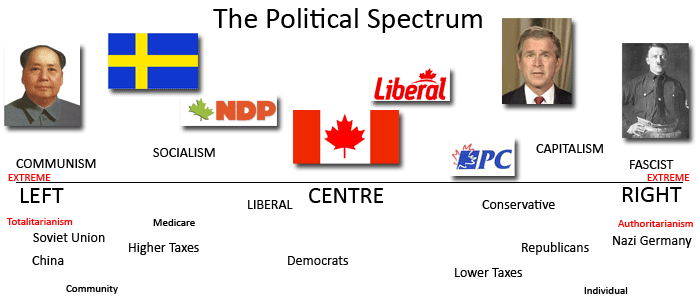 The Political Spectrum
Liberal
NDP
PC
COMMUNISM
SOCIALISM
CAPITALISM
FASCIST
EXTREME
EXTREME
LEFT
CENTRE
RIGHT
LIBERAL
Conservative
Totalitarianism
Medicare
Authoritarianism
Soviet Union
Higher Taxes
Republicans
Nazi Germany
China
Democrats
Lower Taxes
Community
Individual